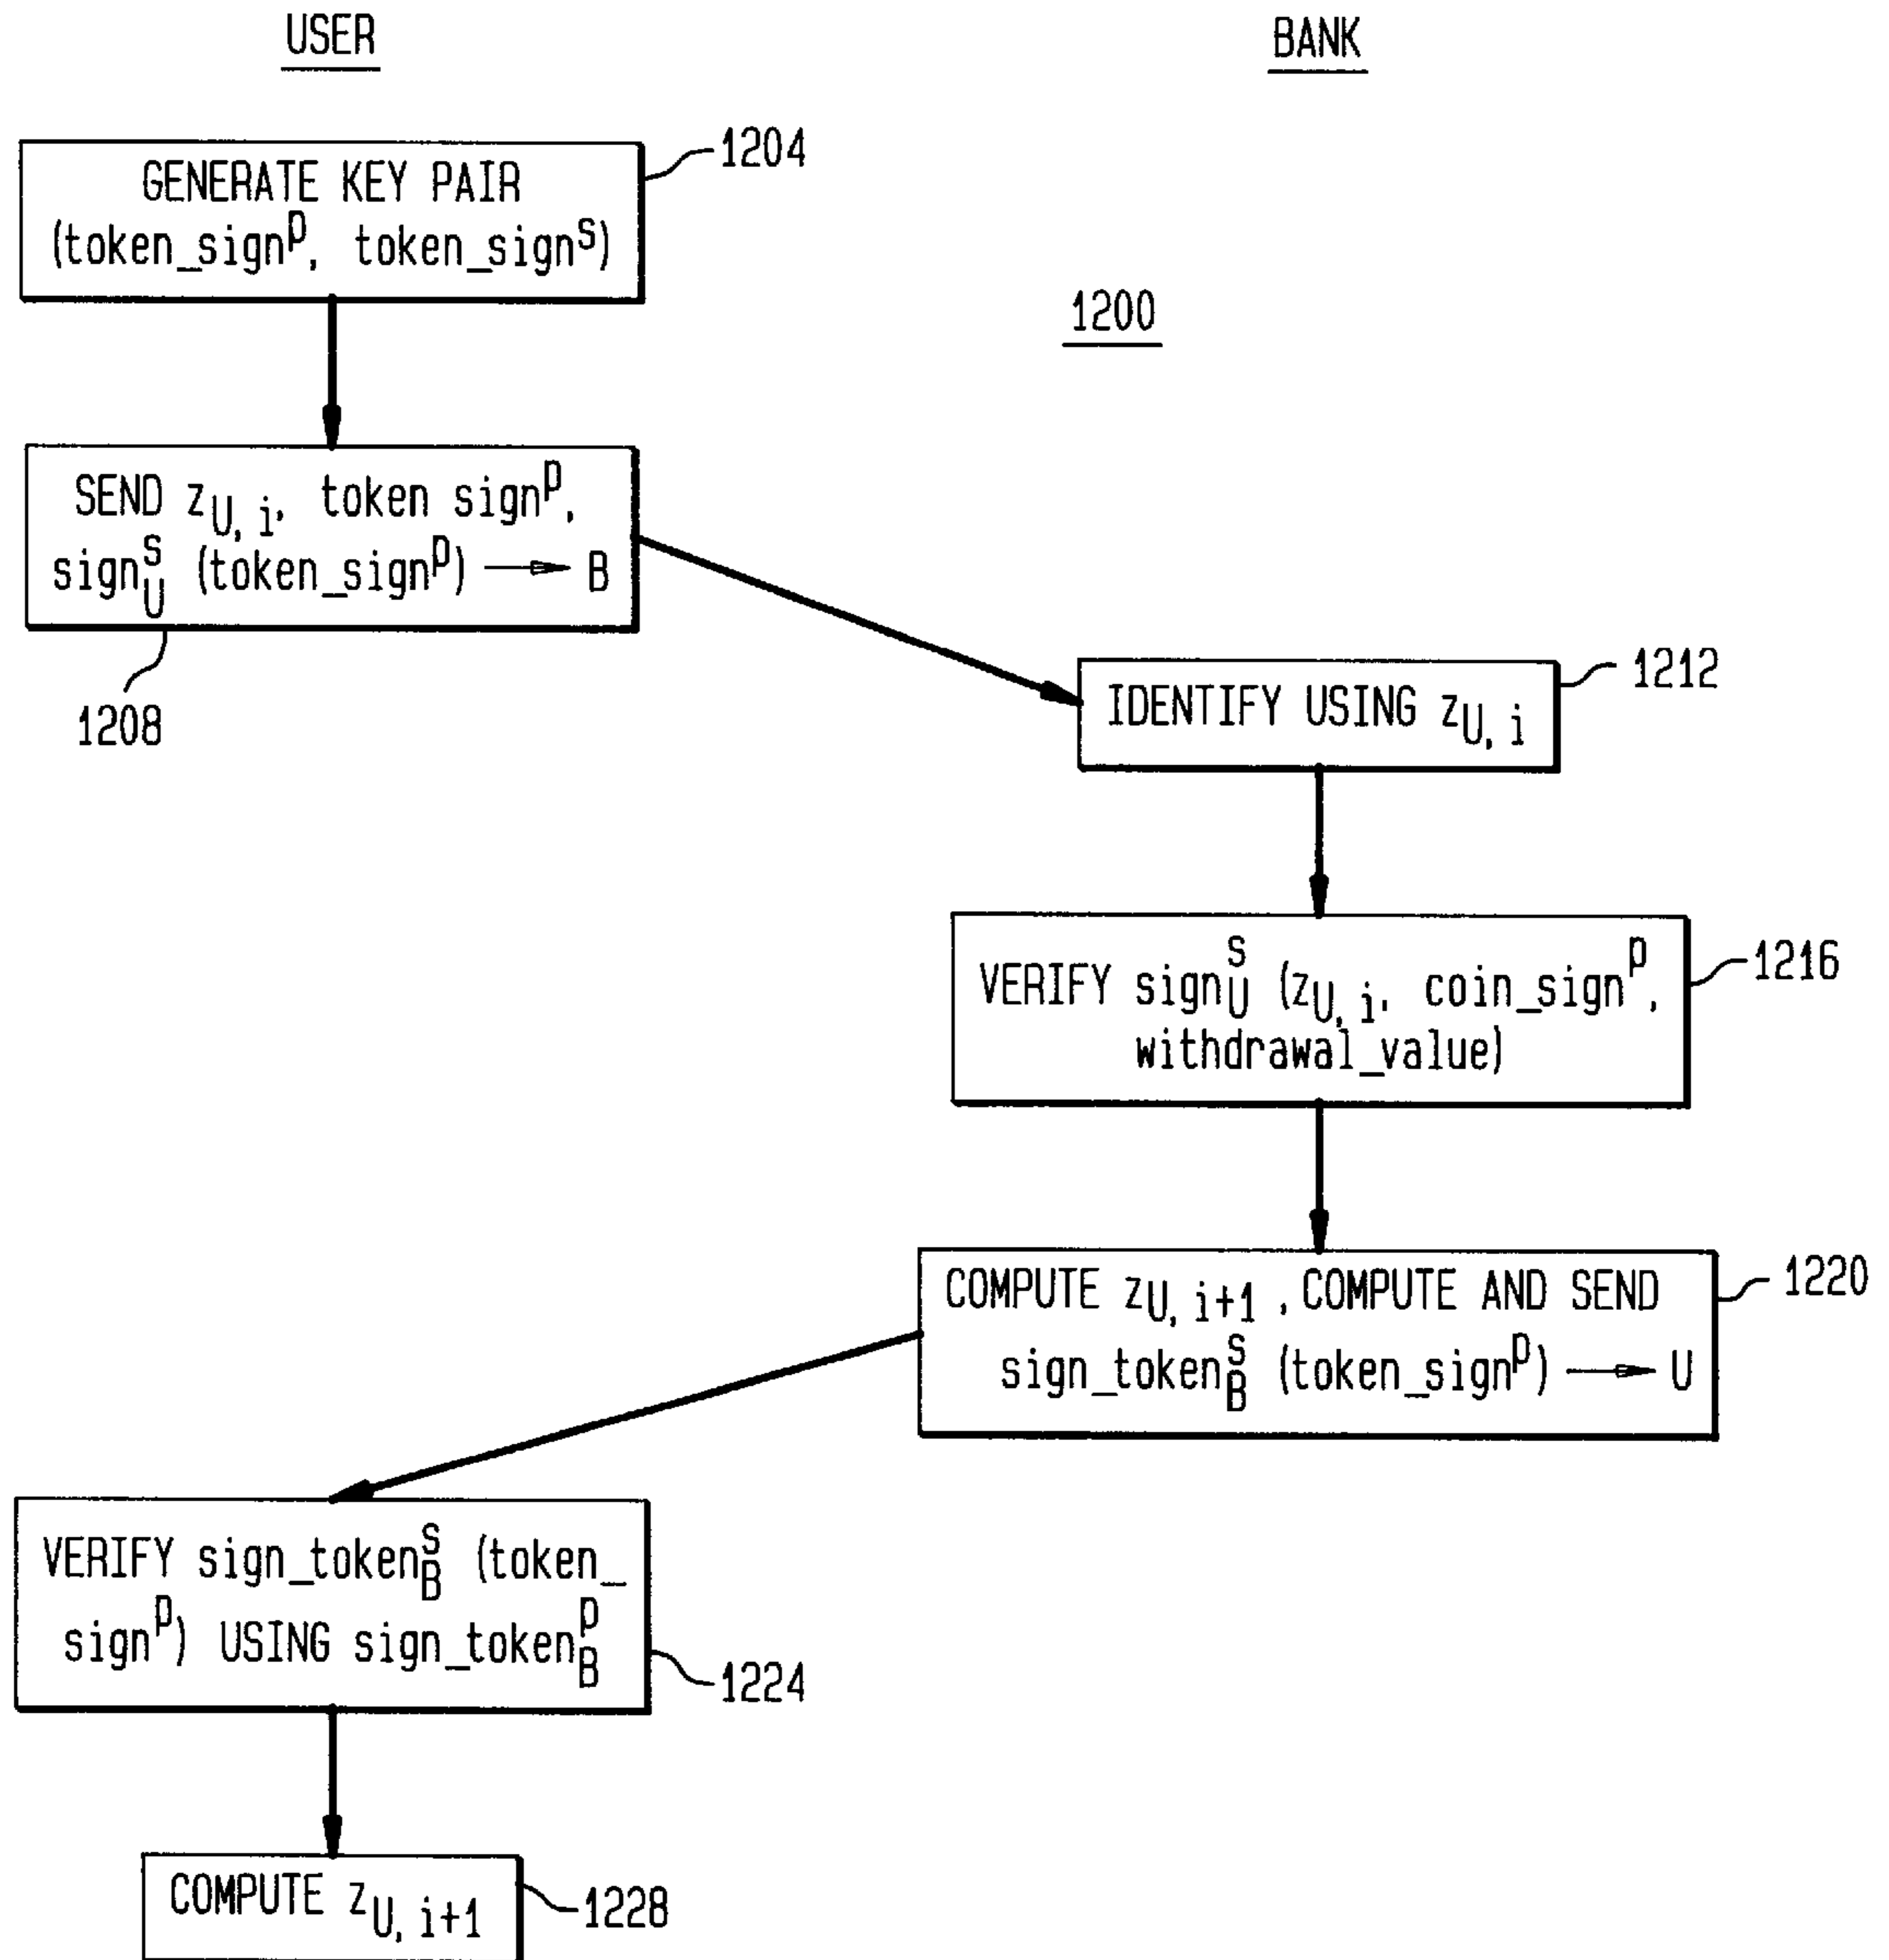 USER
BANK
1204
GENERATE KEY PAIR
(token_sign^p, token_sign^s)
1200
SEND z_U, i, token sign^p,
sign_U^s (token_sign^p) → B
1208
1212
IDENTIFY USING z_U, i
1216
VERIFY sign_U^s (z_U, i, coin_sign^p,
withdrawal_value)
1220
COMPUTE z_U, i+1 , COMPUTE AND SEND
sign_token_B^s (token_sign^p) → U
VERIFY sign_token_B^s (token_
sign^p) USING sign_token_B^p
1224
COMPUTE z_U, i+1
1228